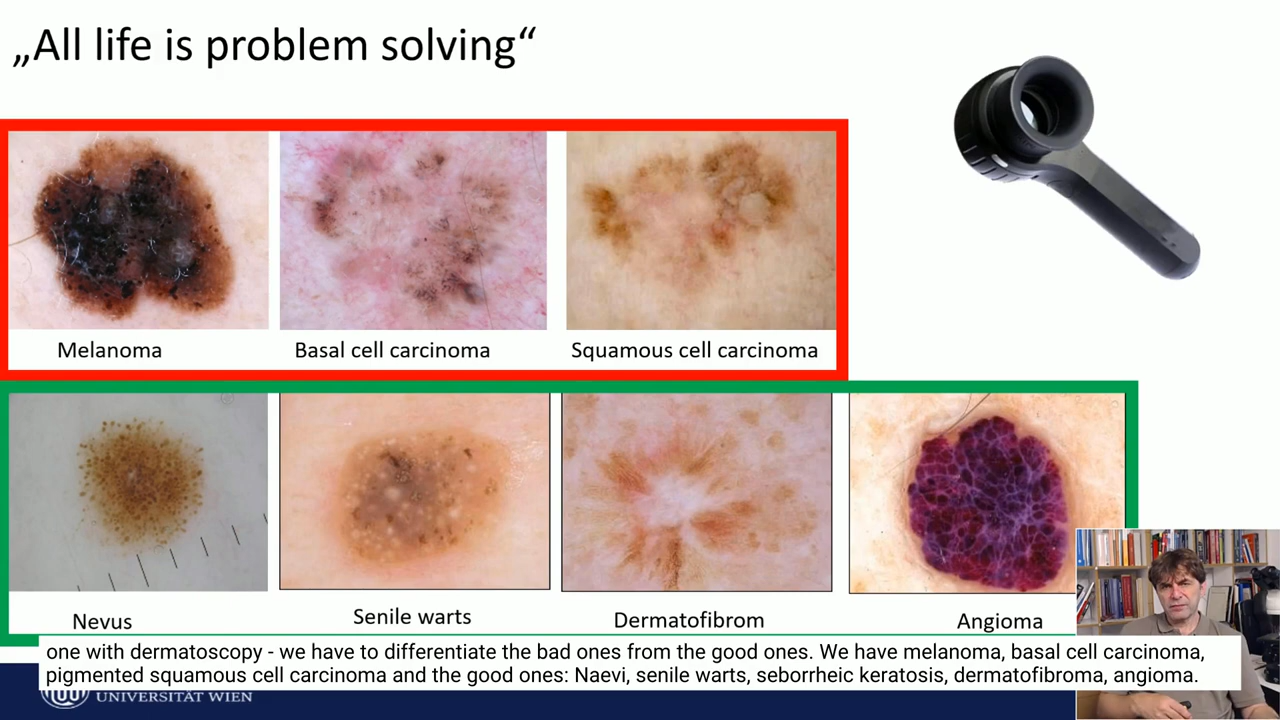 „All life is problem solving“
Melanoma
Basal cell carcinoma
Squamous cell carcinoma
Nevus
Senile warts
Dermatofibrom
Angioma
one with dermatoscopy - we have to differentiate the bad ones from the good ones. We have melanoma, basal cell carcinoma,
pigmented squamous cell carcinoma and the good ones: Naevi, senile warts, seborrheic keratosis, dermatofibroma, angioma.
UNIVERSITÄT WIEN